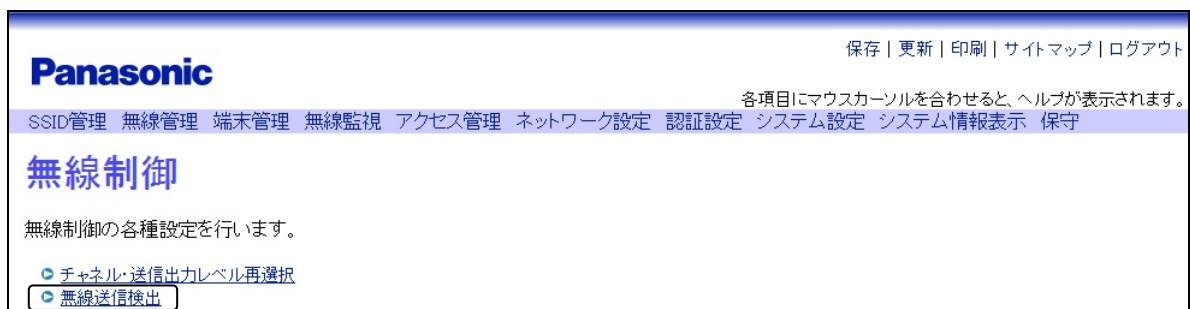 保存 | 更新 | 印刷 | サイトマップ | ログアウト
Panasonic
各項目にマウスカーソルを合わせると、ヘルプが表示されます。
SSID管理 無線管理 端末管理 無線監視 アクセス管理 ネットワーク設定 認証設定 システム設定 システム情報表示 保守
無線制御
無線制御の各種設定を行います。
チャネル・送信出力レベル再選択
無線送信検出